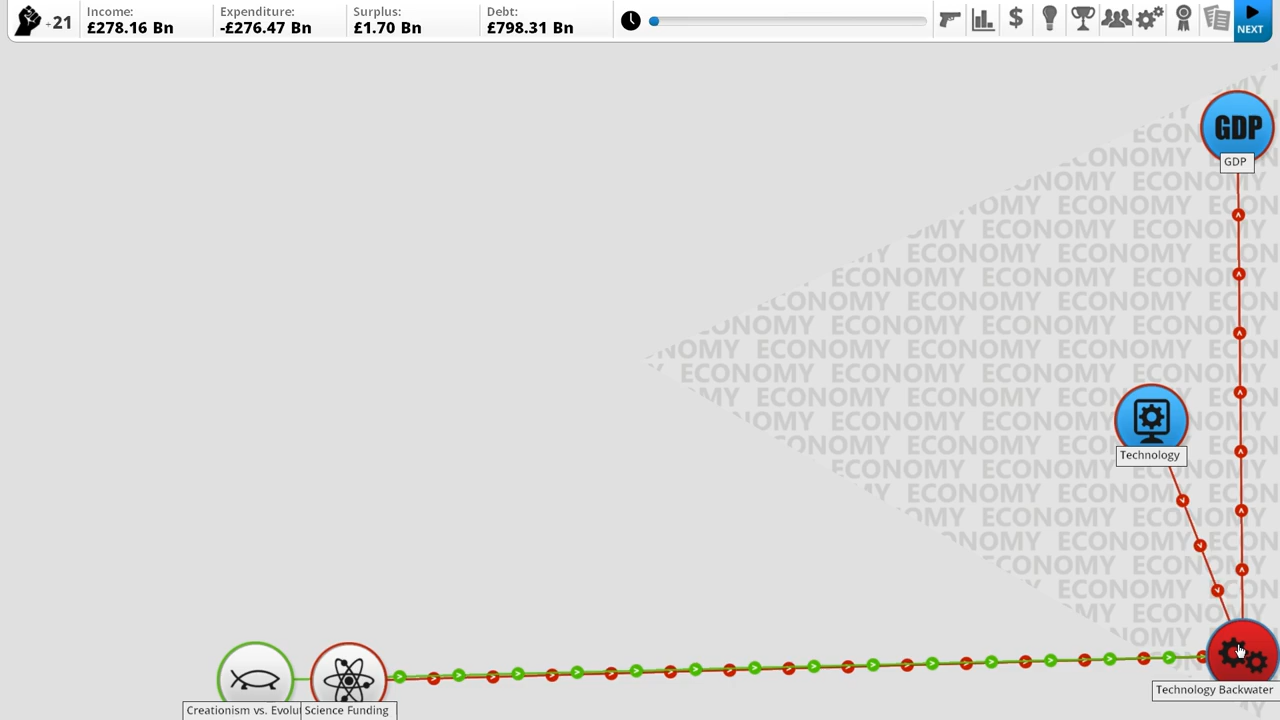 +21
Income:
£278.16 Bn
Expenditure:
-£276.47 Bn
Surplus:
£1.70 Bn
Debt:
£798.31 Bn
$
NEXT
GDP
GDP
Technology
Creationism vs. Evolu
Science Funding
Technology Backwater
ECONOMY ECONOMY ECONOMY ECONOMY